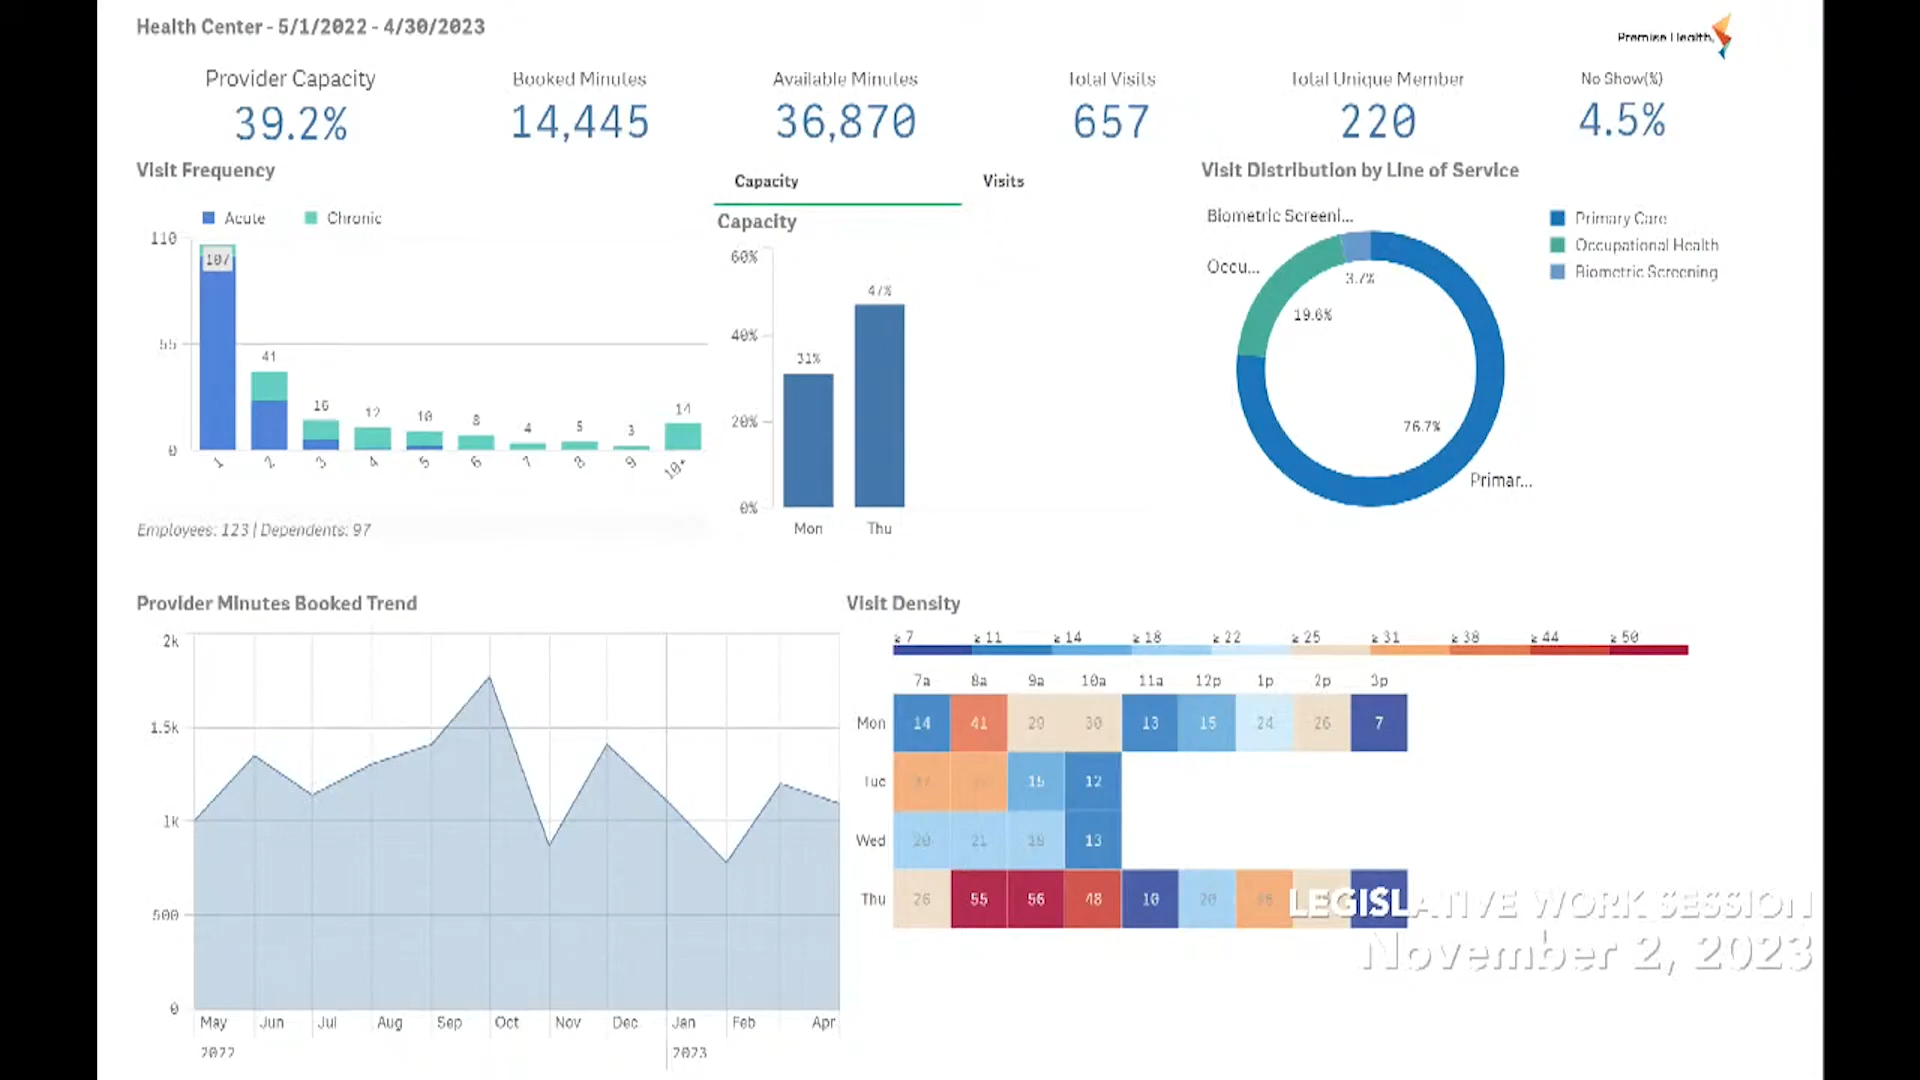 Health Center - 5/1/2022 - 4/30/2023
Premise Health
Provider Capacity
39.2%
Booked Minutes
14,445
Available Minutes
36,870
Total Visits
657
Total Unique Member
220
No Show(%)
4.5%
Visit Frequency
Acute
Chronic
110
55
0
107
41
16
12
10
8
4
5
3
14
1
2
3
4
5
6
7
8
9
10+
Employees: 123 | Dependents: 97
Capacity
Visits
Capacity
60%
40%
20%
0%
31%
47%
Mon
Thu
Visit Distribution by Line of Service
Biometric Screeni...
Occu...
3.7%
19.6%
76.7%
Primar...
Primary Care
Occupational Health
Biometric Screening
Provider Minutes Booked Trend
2k
1.5k
1k
500
0
May
Jun
Jul
Aug
Sep
Oct
Nov
Dec
Jan
Feb
Apr
2022
2023
Visit Density
≥ 7 ≥ 11 ≥ 14 ≥ 18 ≥ 22 ≥ 25 ≥ 31 ≥ 38 ≥ 44 ≥ 50
7a 8a 9a 10a 11a 12p 1p 2p 3p
Mon 14 41 29 30 13 15 24 26 7
Tue 15 12
Wed 20 21 18 13
Thu 26 55 56 48 10 20
LEGISLATIVE WORK SESSION
November 2, 2023